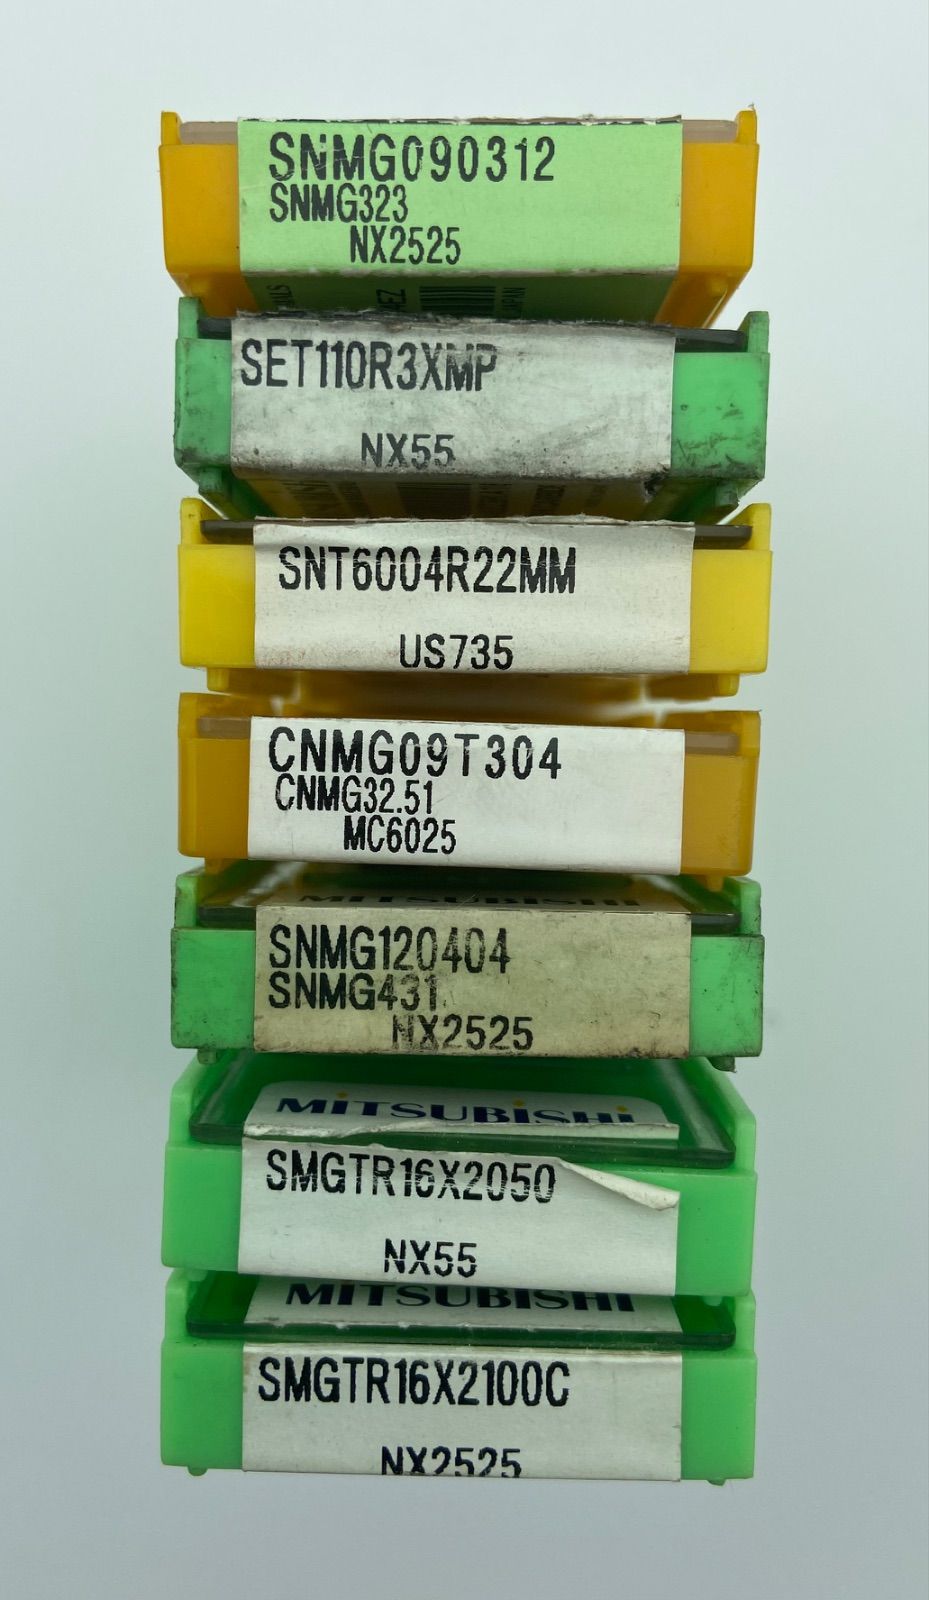 SNMG090312
SNMG323
NX2525
SET110R3XMP
NX55
SNT6004R22MM
US735
CNMG09T304
CNMG32.51
MC6025
MITSUBISHI
SNMG120404
SNMG431
NX2525
MITSUBISHI
SMGTR16X2050
NX55
MITSUBISHI
SMGTR16X2100C
NX2525